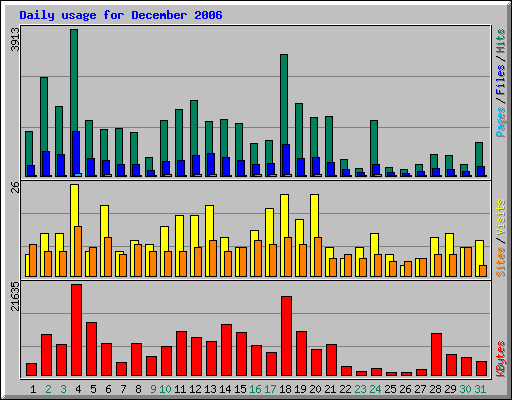 Daily usage for December 2006
3913
Pages / Files / Hits
26
Sites / Visits
21635
KBytes
1 2 3 4 5 6 7 8 9 10 11 12 13 14 15 16 17 18 19 20 21 22 23 24 25 26 27 28 29 30 31